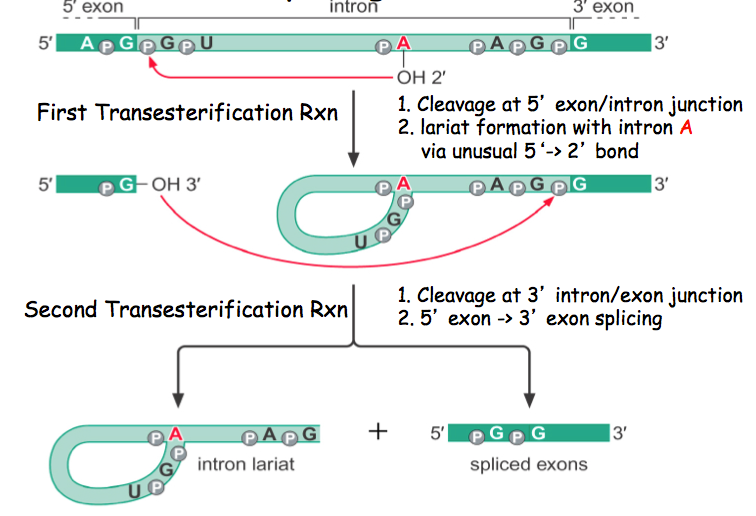 5′ exon intron 3′ exon
5′ A P G P G P U P A P A P G P G 3′
OH 2′
First Transesterification Rxn
1. Cleavage at 5’ exon/intron junction
2. lariat formation with intron A
via unusual 5‘-> 2’ bond
5′ P G OH 3′ P A P A P G P G 3′
P
G
U P
Second Transesterification Rxn
1. Cleavage at 3’ intron/exon junction
2. 5’ exon -> 3’ exon splicing
P A P A P G + 5′ P G P G 3′
P
G
U P
intron lariat
spliced exons